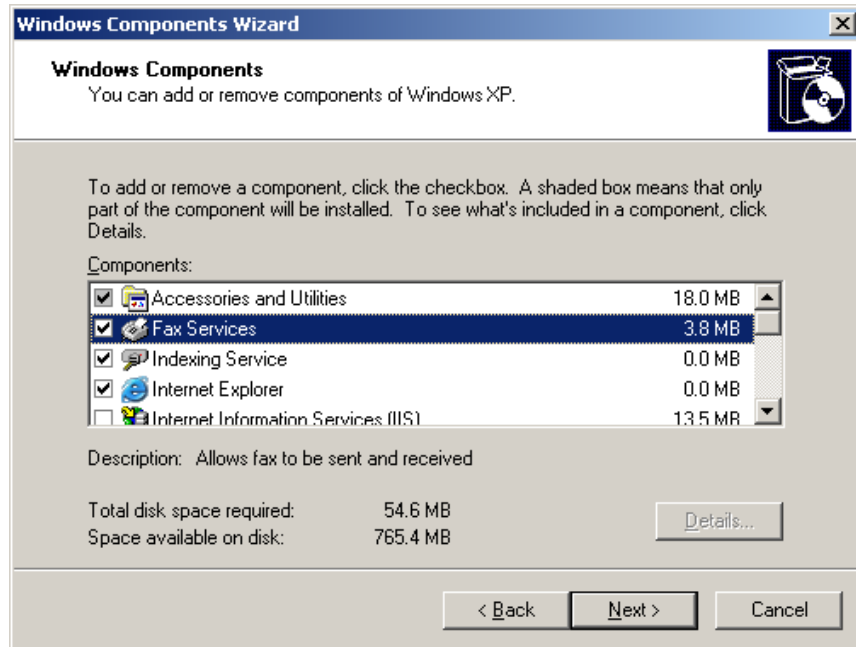 Windows Components Wizard
Windows Components
You can add or remove components of Windows XP.
To add or remove a component, click the checkbox. A shaded box means that only
part of the component will be installed. To see what's included in a component, click
Details.
Components:
Accessories and Utilities 18.0 MB
Fax Services 3.8 MB
Indexing Service 0.0 MB
Internet Explorer 0.0 MB
Internet Information Services (IIS) 13.5 MB
Description: Allows fax to be sent and received
Total disk space required: 54.6 MB
Space available on disk: 765.4 MB
Details...
< Back Next > Cancel